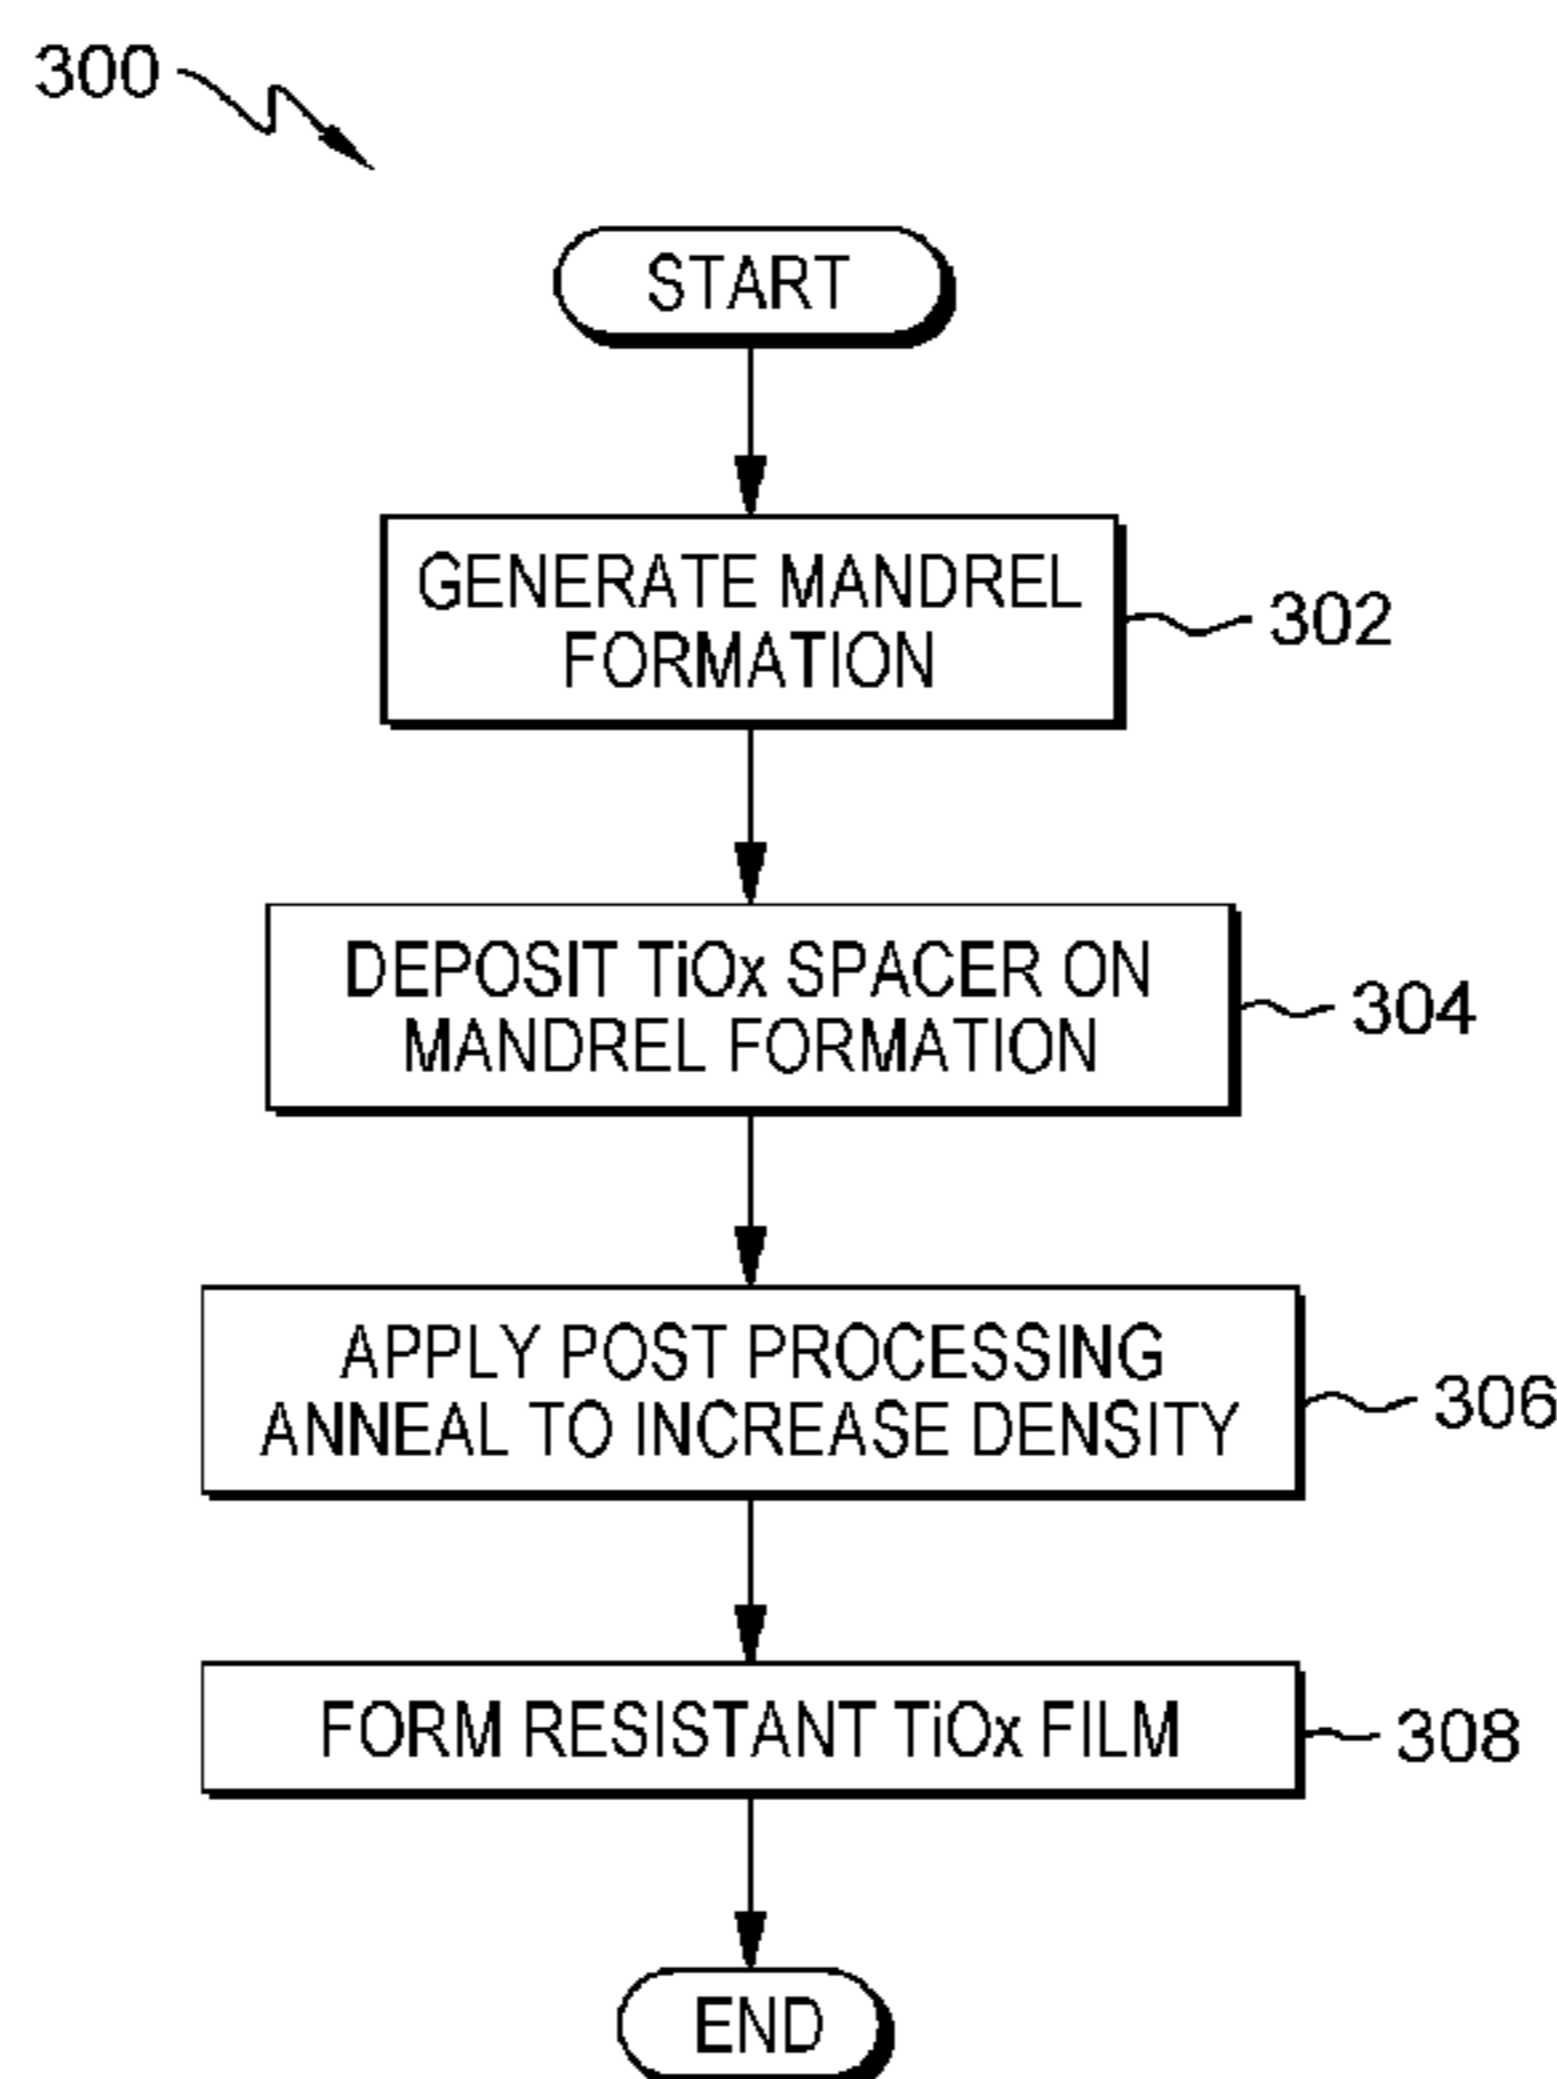 300
START
GENERATE MANDREL
FORMATION
302
DEPOSIT TiOx SPACER ON
MANDREL FORMATION
304
APPLY POST PROCESSING
ANNEAL TO INCREASE DENSITY
306
FORM RESISTANT TiOx FILM
308
END